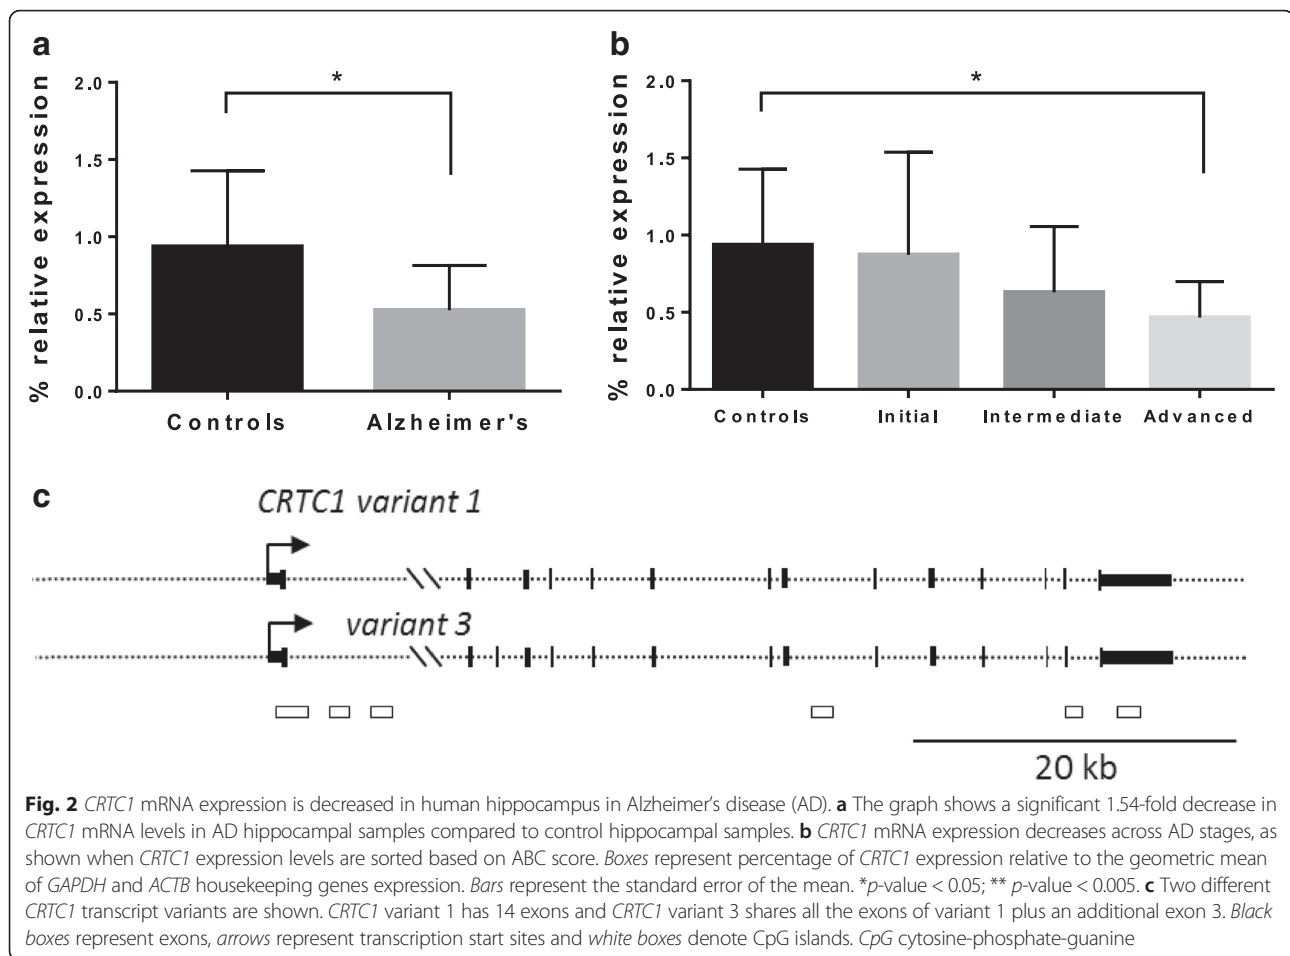 a
b
% relative expression
2.0
1.5
1.0
0.5
0.0
*
Controls
Alzheimer's
% relative expression
2.0
1.5
1.0
0.5
0.0
*
Controls
Initial
Intermediate
Advanced
c
CRTC1 variant 1
variant 3
20 kb
Fig. 2 CRTC1 mRNA expression is decreased in human hippocampus in Alzheimer's disease (AD). a The graph shows a significant 1.54-fold decrease in
CRTC1 mRNA levels in AD hippocampal samples compared to control hippocampal samples. b CRTC1 mRNA expression decreases across AD stages, as
shown when CRTC1 expression levels are sorted based on ABC score. Boxes represent percentage of CRTC1 expression relative to the geometric mean
of GAPDH and ACTB housekeeping genes expression. Bars represent the standard error of the mean. *p-value < 0.05; ** p-value < 0.005. c Two different
CRTC1 transcript variants are shown. CRTC1 variant 1 has 14 exons and CRTC1 variant 3 shares all the exons of variant 1 plus an additional exon 3. Black
boxes represent exons, arrows represent transcription start sites and white boxes denote CpG islands. CpG cytosine-phosphate-guanine